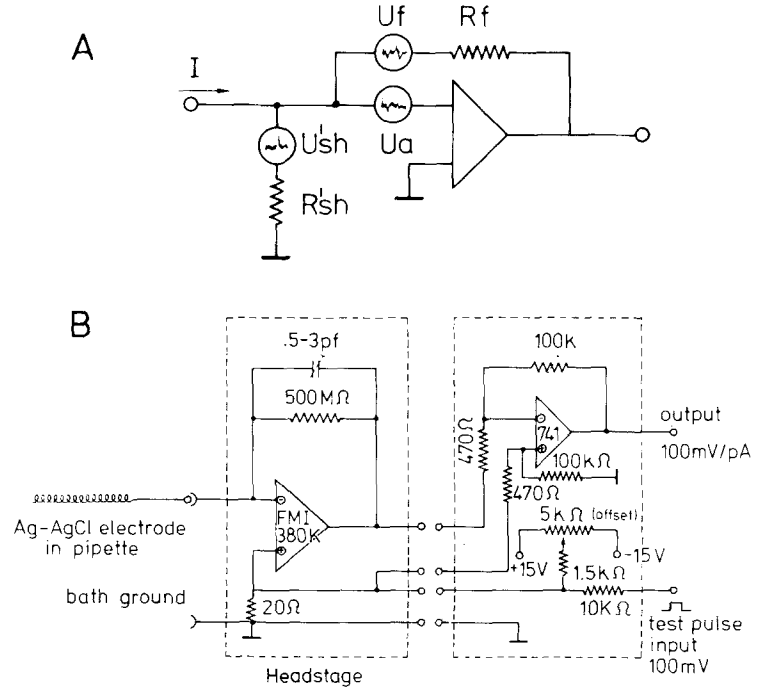 A
Uf
Rf
I
U'sh
Ua
R'sh
B
.5-3pf
500MΩ
FMI
380K
Ag-AgCl electrode
in pipette
bath ground
20Ω
Headstage
100k
470Ω
741
100kΩ
470Ω
output
100mV/pA
5kΩ (offset)
+15V
-15V
1.5kΩ
10KΩ
test pulse
input
100mV